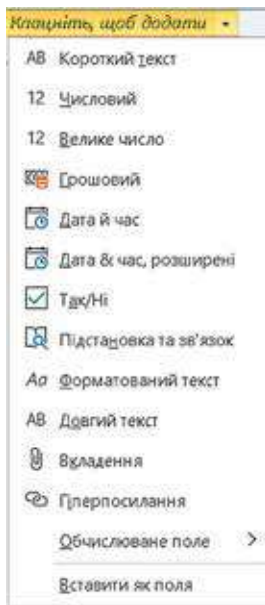 Клацніть, щоб додати
AB Короткий текст
12 Числовий
12 Велике число
Грошовий
Дата й час
Дата & час, розширені
Так/Ні
Підстановка та зв'язок
Aa Форматований текст
AB Довгий текст
Вкладення
Гіперпосилання
Обчислюване поле
Вставити як поля